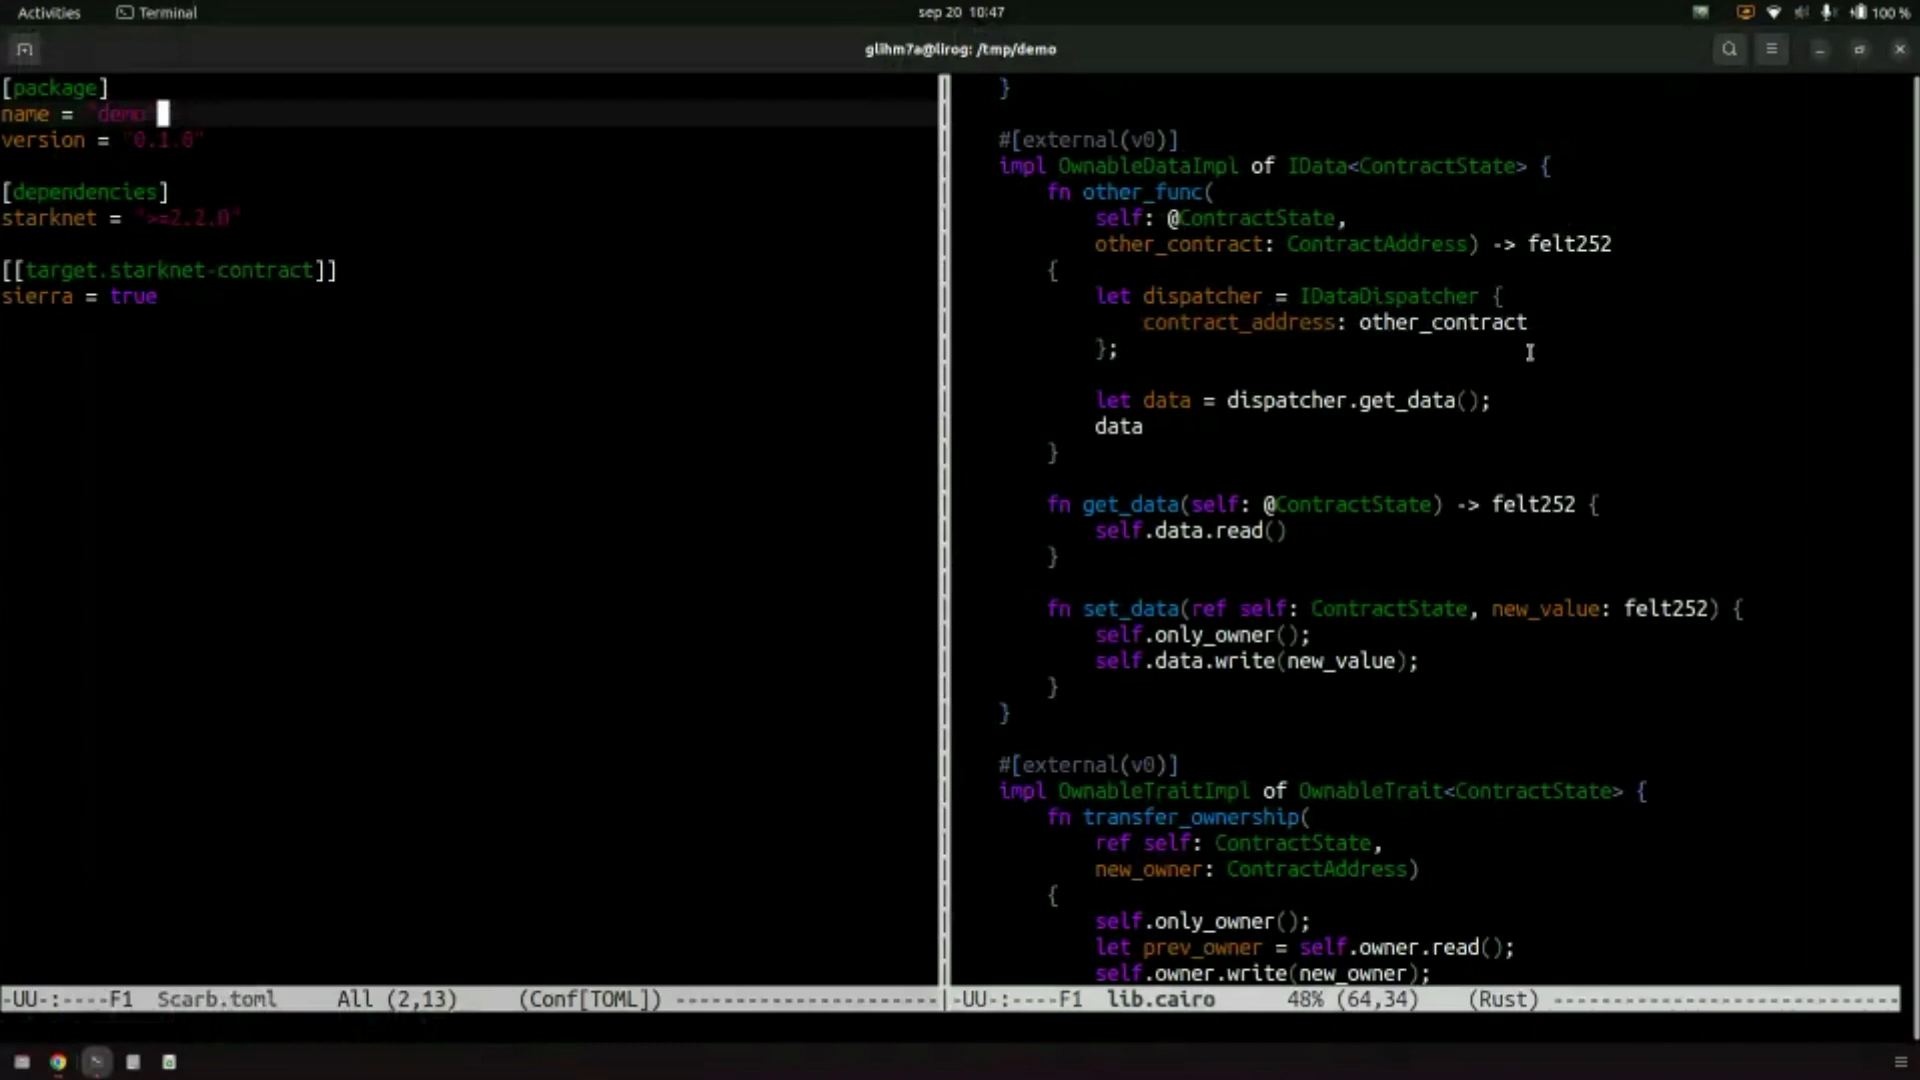 Activities Terminal sep 20 10:47 100 %
glihm7a@lirog: /tmp/demo
[package]
name = "demo"
version = "0.1.0"
[dependencies]
starknet = ">=2.2.0"
[[target.starknet-contract]]
sierra = true
-UU-:----F1 Scarb.toml All (2,13) (Conf[TOML]) ----------------------
}
#[external(v0)]
impl OwnableDataImpl of IData<ContractState> {
fn other_func(
self: @ContractState,
other_contract: ContractAddress) -> felt252
{
let dispatcher = IDataDispatcher {
contract_address: other_contract
};
let data = dispatcher.get_data();
data
}
fn get_data(self: @ContractState) -> felt252 {
self.data.read()
}
fn set_data(ref self: ContractState, new_value: felt252) {
self.only_owner();
self.data.write(new_value);
}
}
#[external(v0)]
impl OwnableTraitImpl of OwnableTrait<ContractState> {
fn transfer_ownership(
ref self: ContractState,
new_owner: ContractAddress)
{
self.only_owner();
let prev_owner = self.owner.read();
self.owner.write(new_owner);
-UU-:----F1 lib.cairo 48% (64,34) (Rust) -----------------------------